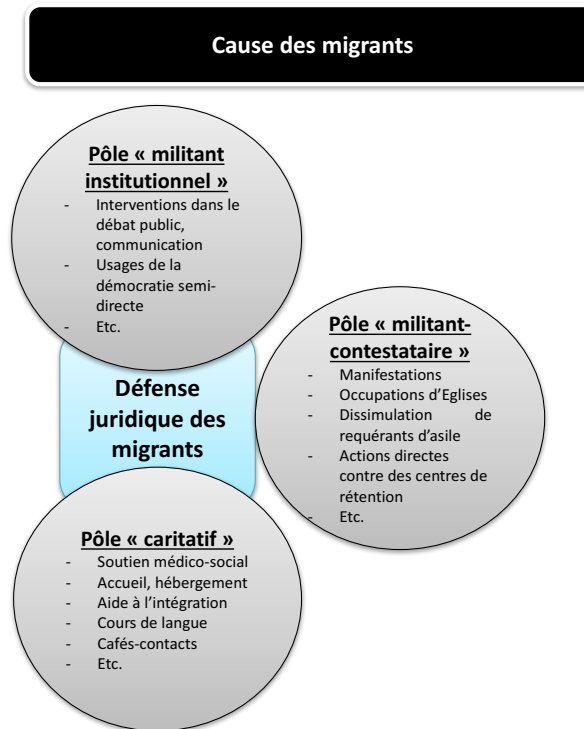 Cause des migrants
Pôle « militant
institutionnel »
- Interventions dans le
débat public,
communication
- Usages de la
démocratie semi-
directe
- Etc.
Défense
juridique des
migrants
Pôle « militant-
contestataire »
- Manifestations
- Occupations d'Eglises
- Dissimulation de
requérants d'asile
- Actions directes
contre des centres de
rétention
- Etc.
Pôle « caritatif »
- Soutien médico-social
- Accueil, hébergement
- Aide à l'intégration
- Cours de langue
- Cafés-contacts
- Etc.